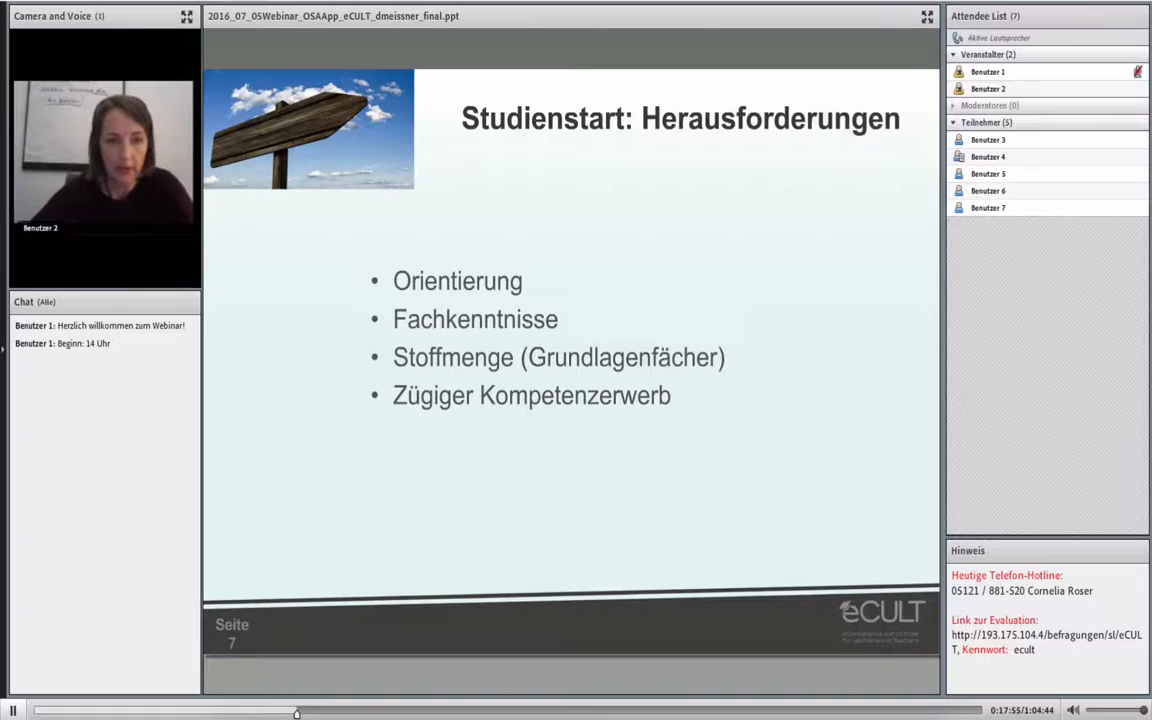 Camera and Voice (1)
Benutzer 2
Chat (Alle)
Benutzer 1: Herzlich willkommen zum Webinar!
Benutzer 1: Beginn: 14 Uhr
2016_07_05Webinar_OSAApp_eCULT_dmeissner_final.ppt
Studienstart: Herausforderungen
• Orientierung
• Fachkenntnisse
• Stoffmenge (Grundlagenfächer)
• Zügiger Kompetenzerwerb
Seite
7
eCULT
Attendee List (7)
Aktive Lautsprecher
Veranstalter (2)
Benutzer 1
Benutzer 2
Moderatoren (0)
Teilnehmer (5)
Benutzer 3
Benutzer 4
Benutzer 5
Benutzer 6
Benutzer 7
Hinweis
Heutige Telefon-Hotline:
05121 / 881-520 Cornelia Roser
Link zur Evaluation:
http://193.175.104.4/befragungen/sl/eCUL
T, Kennwort: ecult
0:17:55/1:04:44